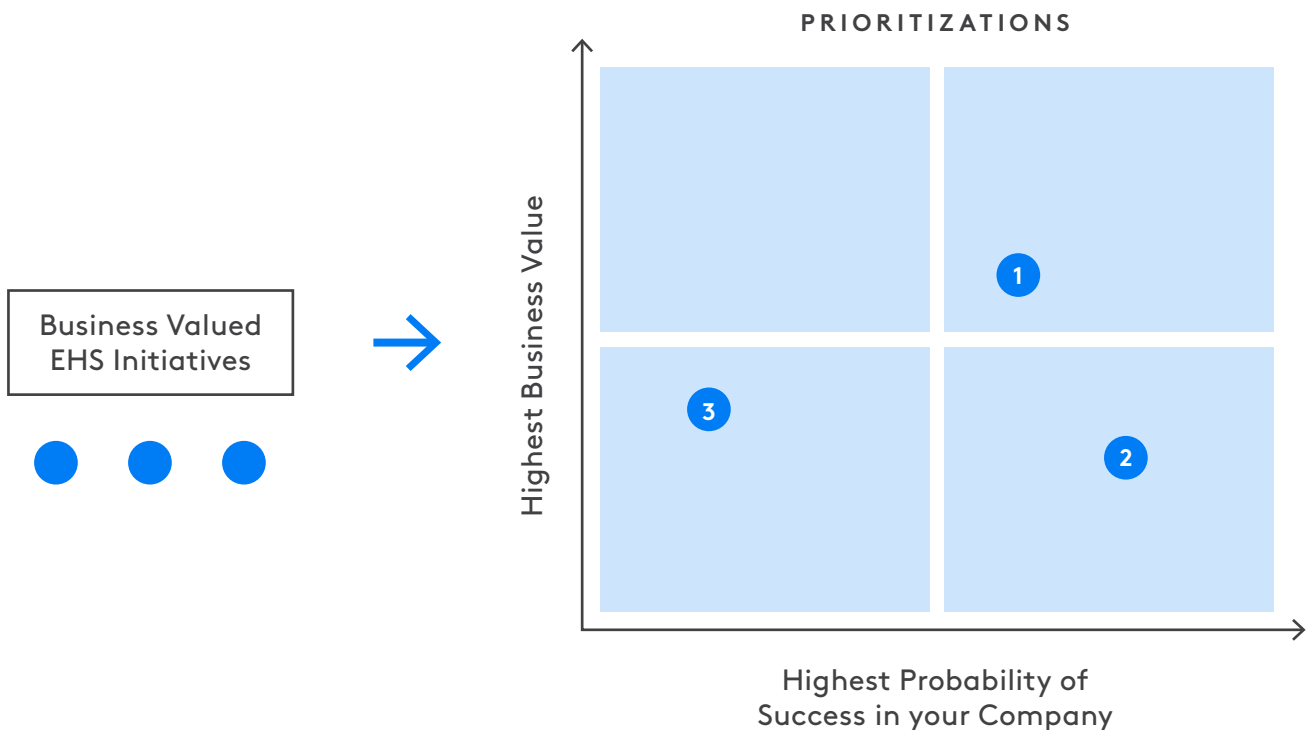 PRIORITIZATIONS
Business Valued
EHS Initiatives
Highest Business Value
1
3
2
Highest Probability of
Success in your Company